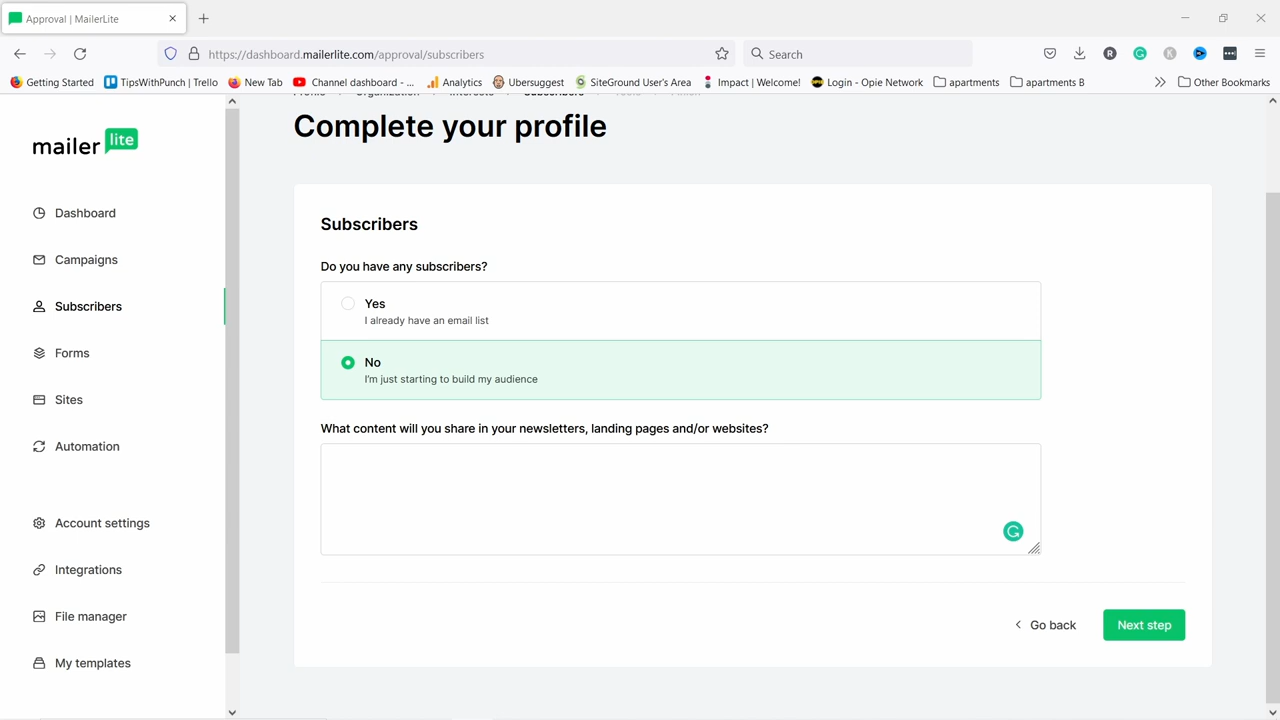 Approval | MailerLite
https://dashboard.mailerlite.com/approval/subscribers
Search
Getting Started
TipsWithPunch | Trello
New Tab
Channel dashboard - ...
Analytics
Ubersuggest
SiteGround User's Area
Impact | Welcome!
Login - Opie Network
apartments
apartments B
Other Bookmarks
mailer lite
Dashboard
Campaigns
Subscribers
Forms
Sites
Automation
Account settings
Integrations
File manager
My templates
Complete your profile
Subscribers
Do you have any subscribers?
Yes
I already have an email list
No
I'm just starting to build my audience
What content will you share in your newsletters, landing pages and/or websites?
Go back
Next step